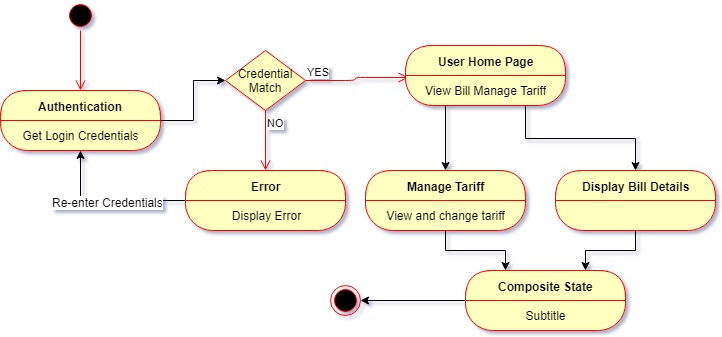 Authentication
Get Login Credentials
Credential
Match
YES
NO
User Home Page
View Bill Manage Tariff
Re-enter Credentials
Error
Display Error
Manage Tariff
View and change tariff
Display Bill Details
Composite State
Subtitle